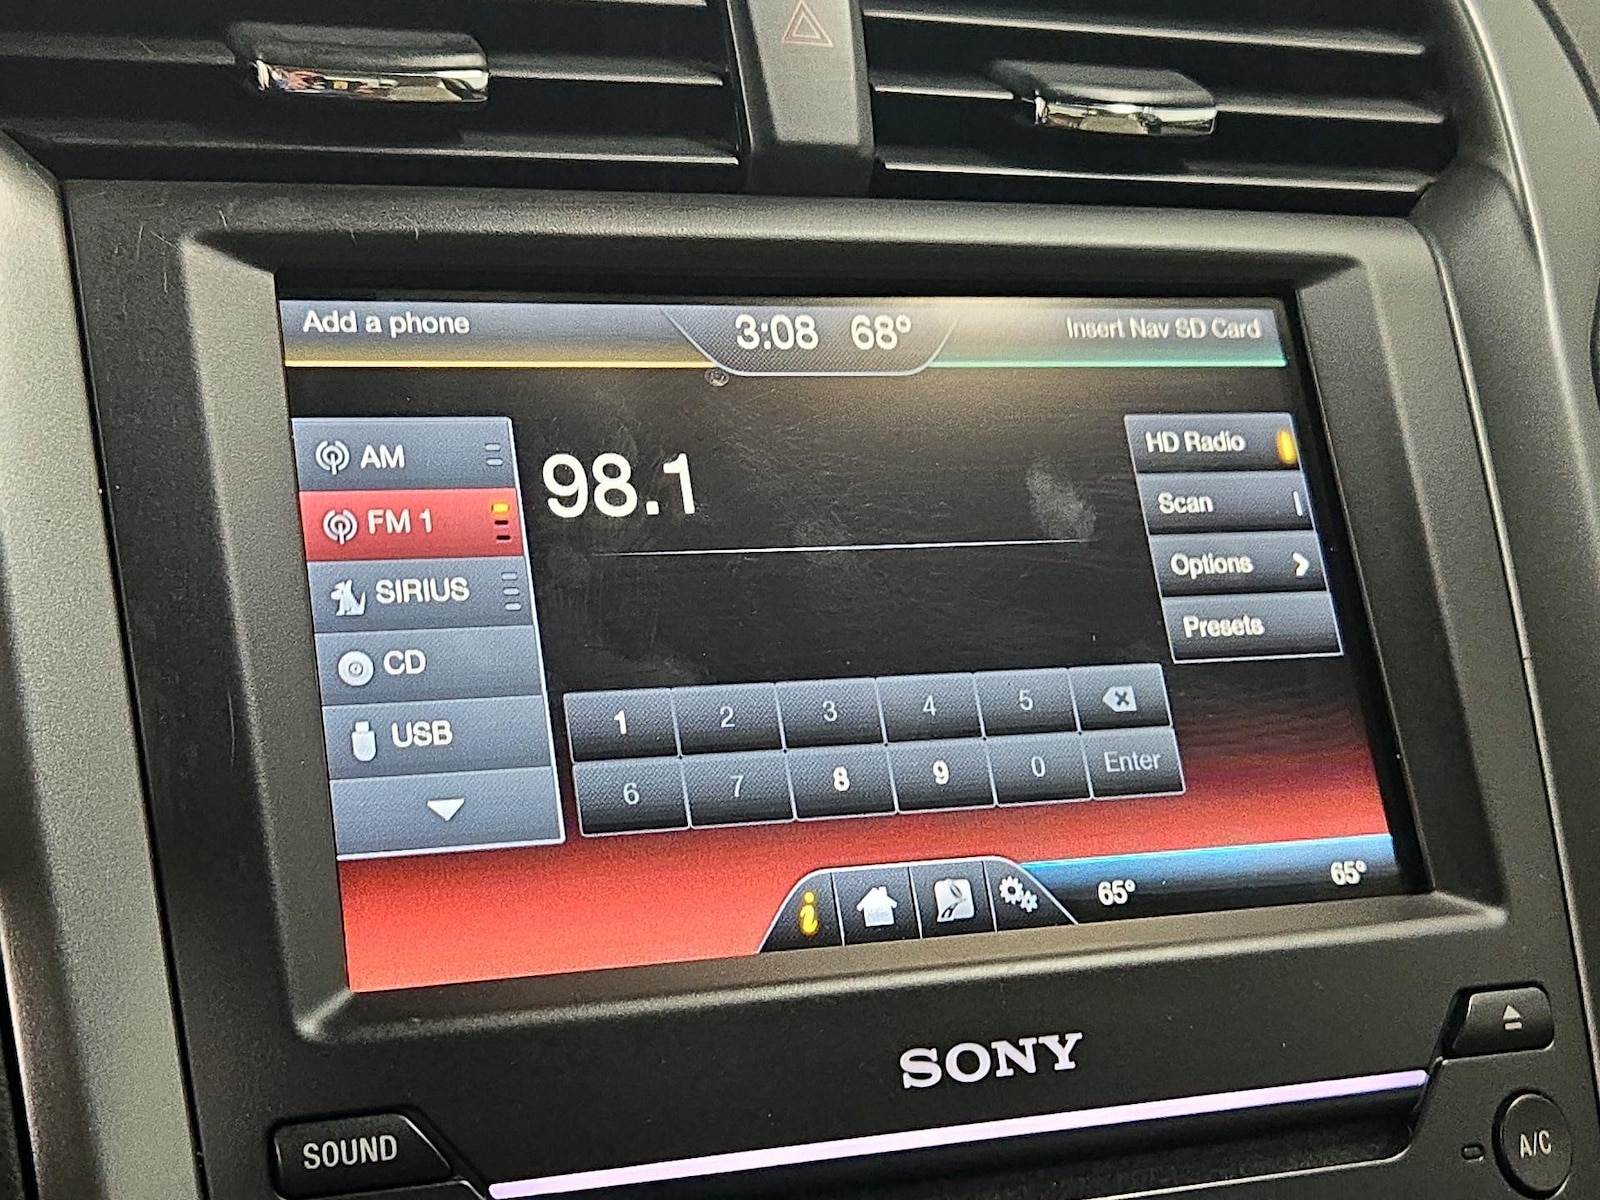 Add a phone
3:08 68°
Insert Nav SD Card
AM
FM 1
SIRIUS
CD
USB
98.1
HD Radio
Scan
Options
Presets
1 2 3 4 5
6 7 8 9 0 Enter
i
65° 65°
SONY
SOUND
A/C